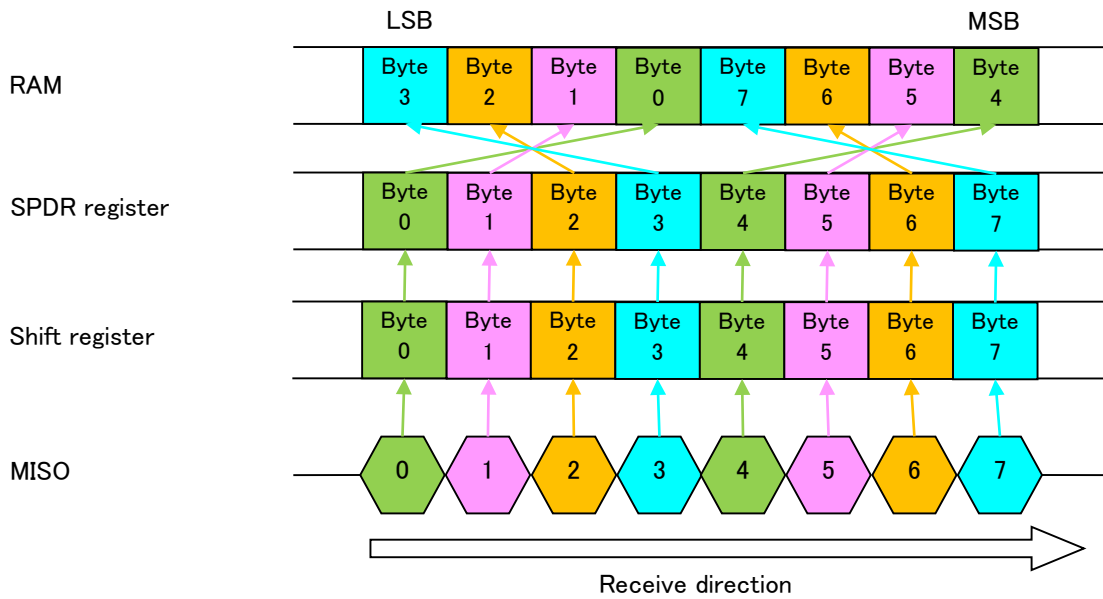 LSB MSB
RAM
Byte Byte Byte Byte Byte Byte Byte Byte
3 2 1 0 7 6 5 4
SPDR register
Byte Byte Byte Byte Byte Byte Byte Byte
0 1 2 3 4 5 6 7
Shift register
Byte Byte Byte Byte Byte Byte Byte Byte
0 1 2 3 4 5 6 7
MISO
0 1 2 3 4 5 6 7
Receive direction